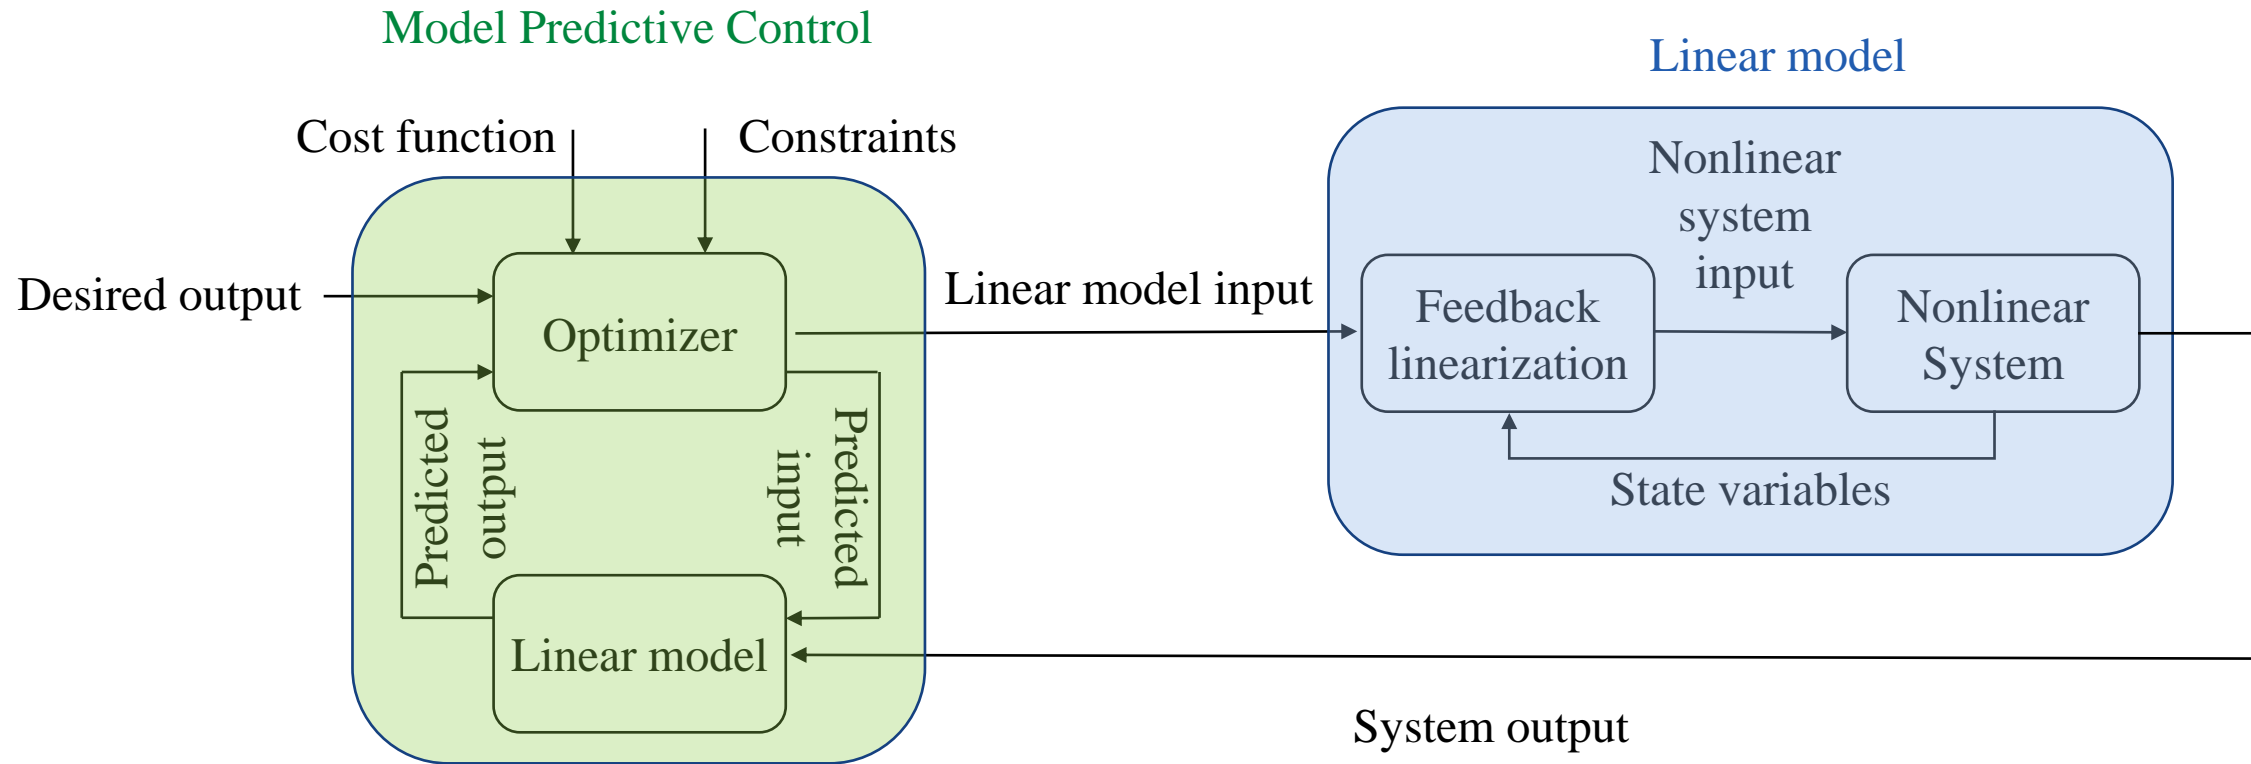 Model Predictive Control
Linear model
Cost function
Constraints
Nonlinear
system
input
Desired output
Optimizer
Linear model input
Feedback
linearization
Nonlinear
System
Predicted
output
Predicted
input
State variables
Linear model
System output